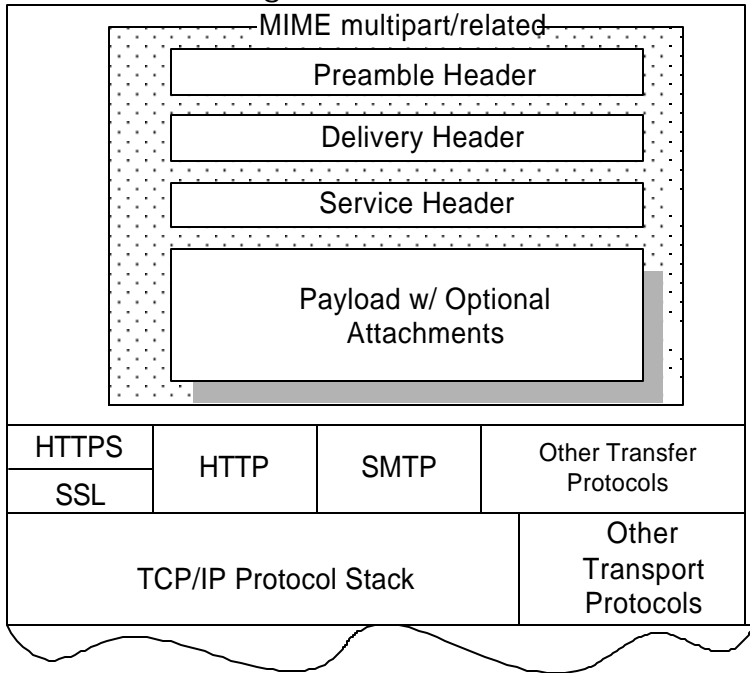 MIME multipart/related
Preamble Header
Delivery Header
Service Header
Payload w/ Optional
Attachments
HTTPS
SSL
HTTP
SMTP
Other Transfer
Protocols
TCP/IP Protocol Stack
Other
Transport
Protocols